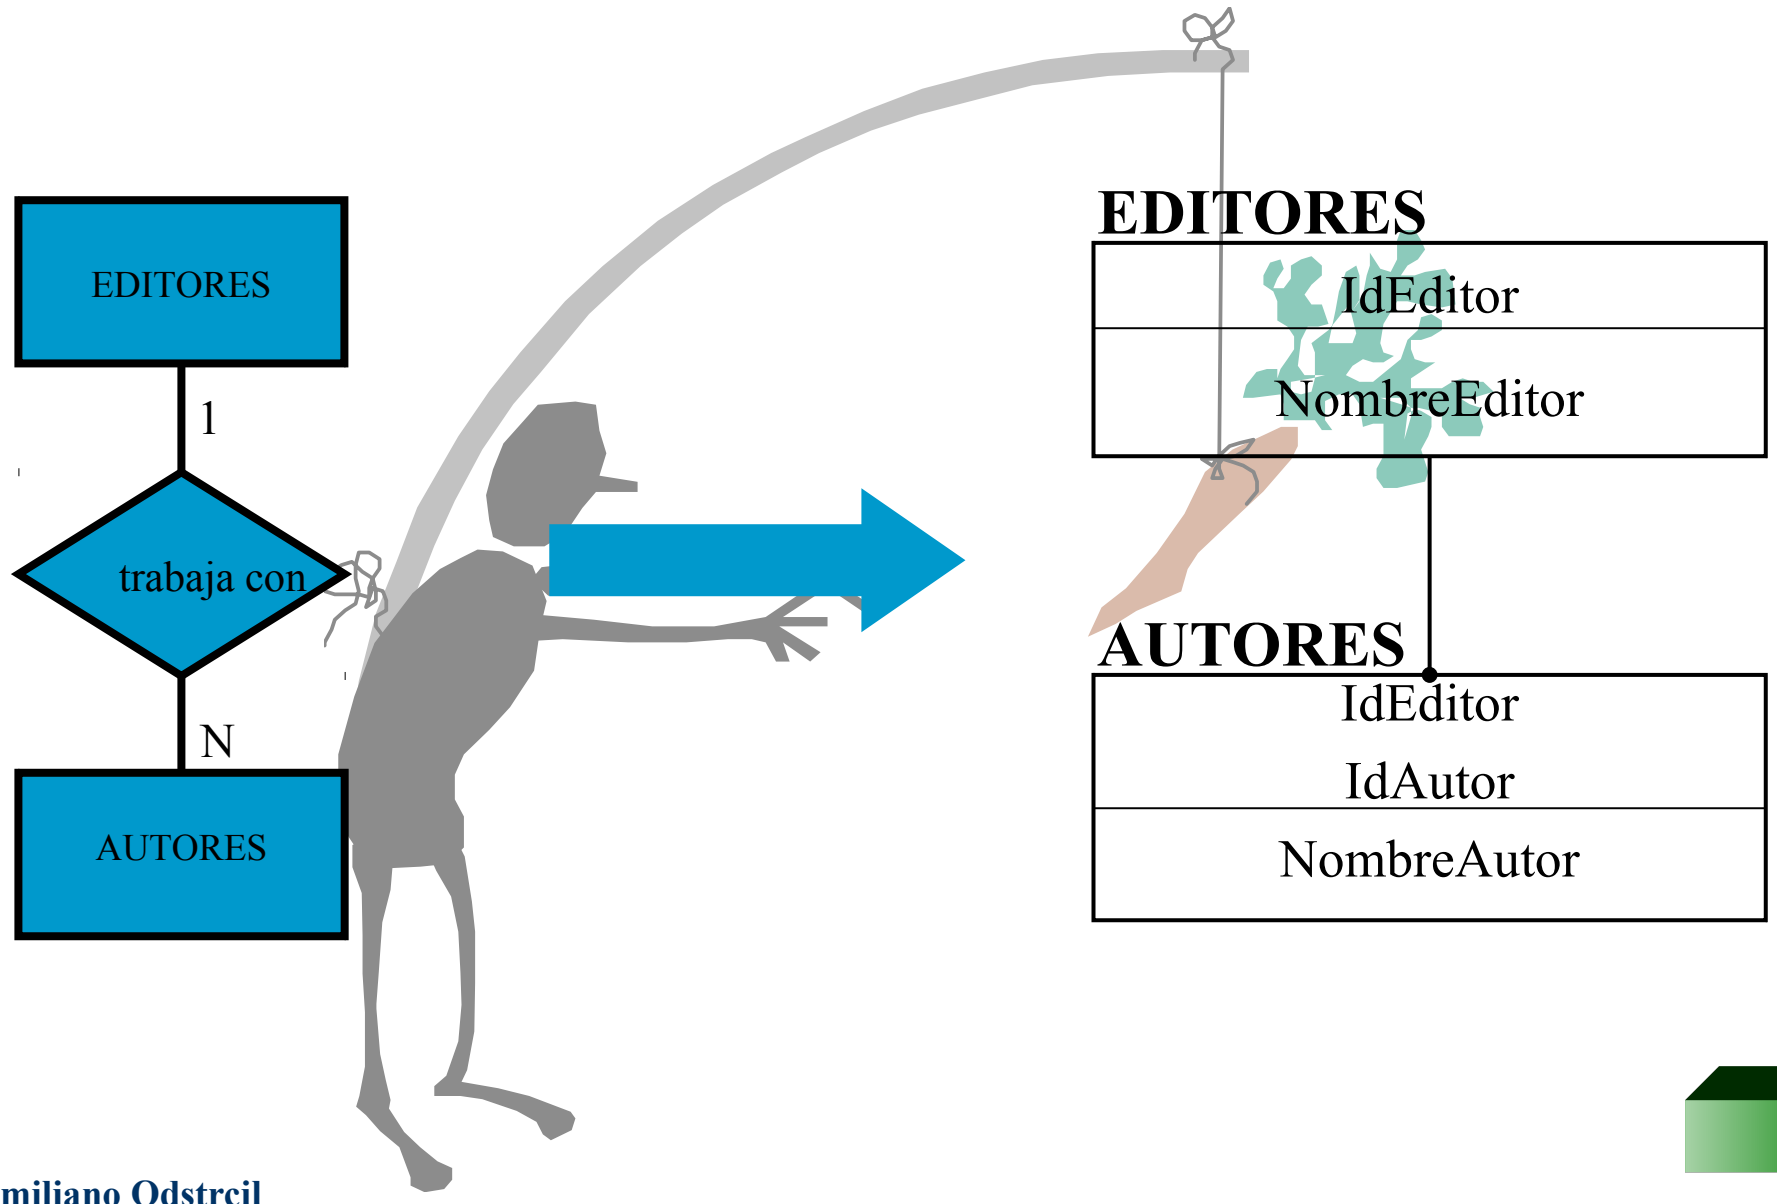 EDITORES
1
trabaja con
N
AUTORES
EDITORES
IdEditor
NombreEditor
AUTORES
IdEditor
IdAutor
NombreAutor
miliano Odstrcil